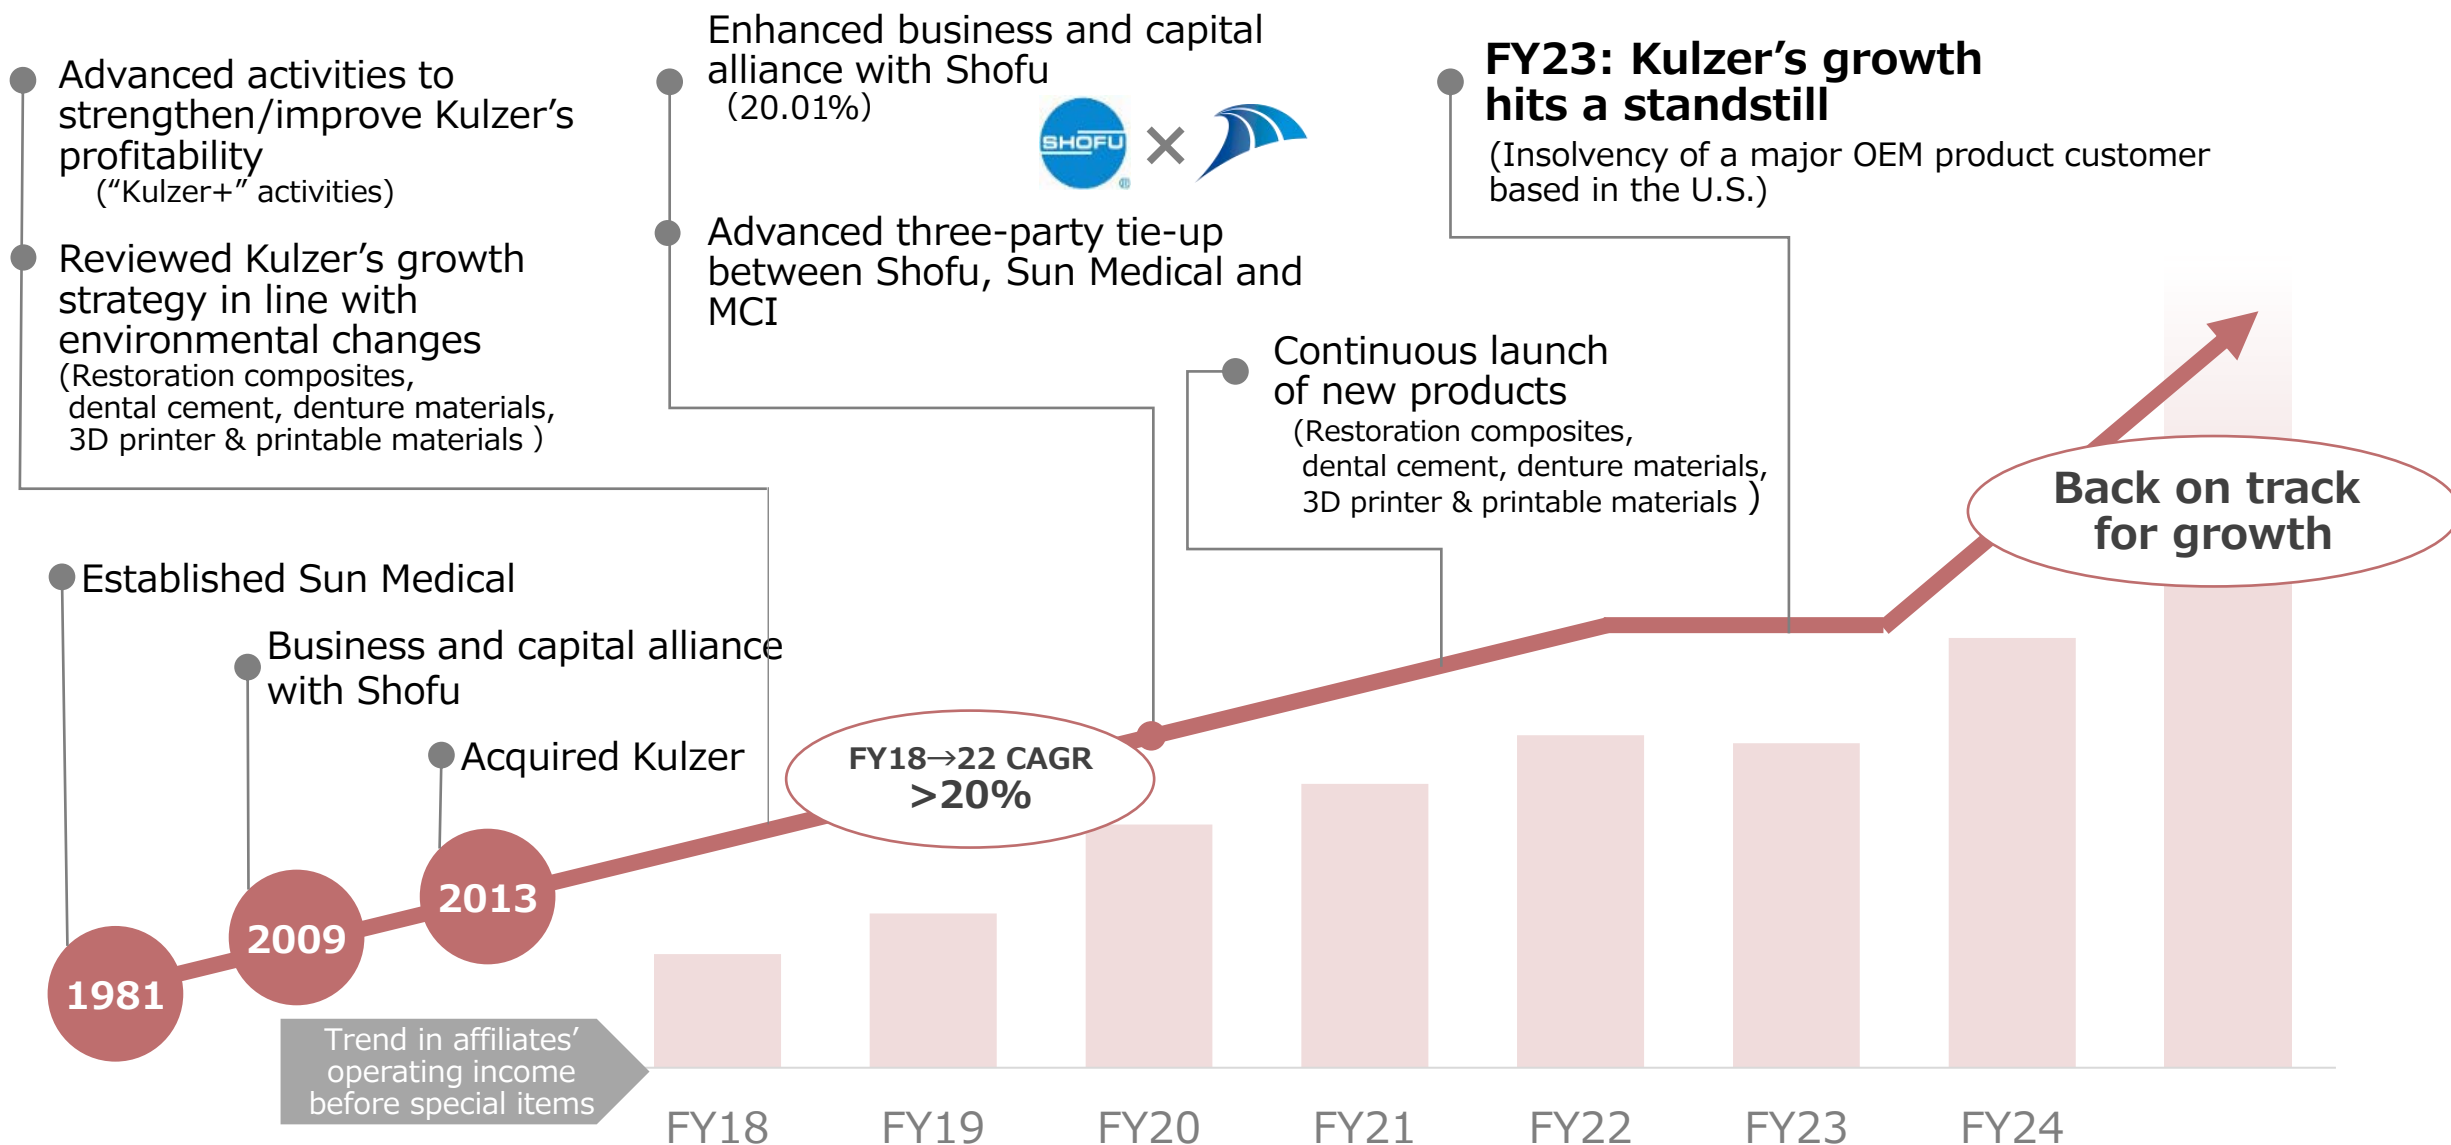 Advanced activities to
strengthen/improve Kulzer’s
profitability
(“Kulzer+” activities)
Reviewed Kulzer’s growth
strategy in line with
environmental changes
(Restoration composites,
dental cement, denture materials,
3D printer & printable materials )
Enhanced business and capital
alliance with Shofu
(20.01%)
SHOFU
®
×
Advanced three-party tie-up
between Shofu, Sun Medical and
MCI
FY23: Kulzer’s growth
hits a standstill
(Insolvency of a major OEM product customer
based in the U.S.)
Continuous launch
of new products
(Restoration composites,
dental cement, denture materials,
3D printer & printable materials )
Back on track
for growth
Established Sun Medical
Business and capital alliance
with Shofu
Acquired Kulzer
FY18→22 CAGR
>20%
1981
2009
2013
Trend in affiliates’
operating income
before special items
FY18
FY19
FY20
FY21
FY22
FY23
FY24